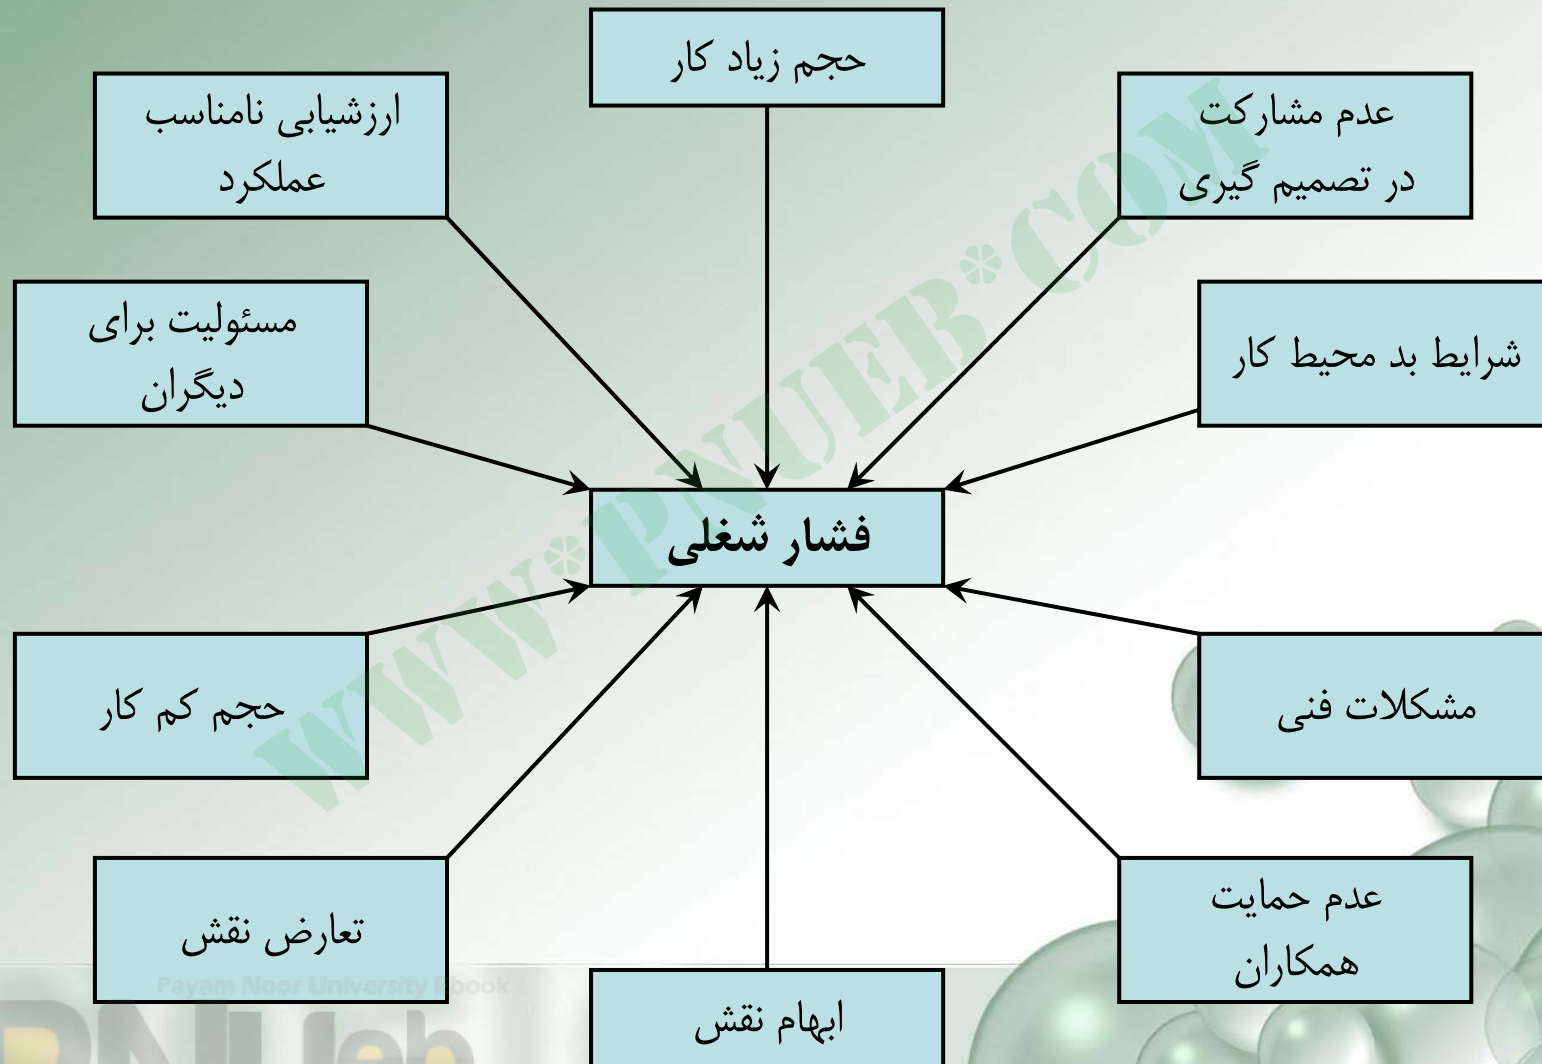 حجم زیاد کار
عدم مشارکت
در تصمیم گیری
ارزشیابی نامناسب
عملکرد
شرایط بد محیط کار
مسئولیت برای
دیگران
فشار شغلی
مشکلات فنی
حجم کم کار
عدم حمایت
همکاران
تعارض نقش
ابهام نقش
WWW*PNUEB*COM
Payam Noor University Ebook
PNUeb